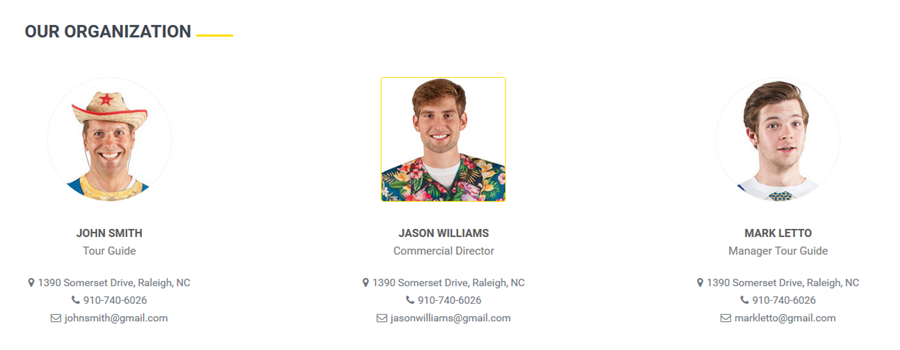 OUR ORGANIZATION
JOHN SMITH
Tour Guide
1390 Somerset Drive, Raleigh, NC
910-740-6026
johnsmith@gmail.com
JASON WILLIAMS
Commercial Director
1390 Somerset Drive, Raleigh, NC
910-740-6026
jasonwilliams@gmail.com
MARK LETTO
Manager Tour Guide
1390 Somerset Drive, Raleigh, NC
910-740-6026
markletto@gmail.com